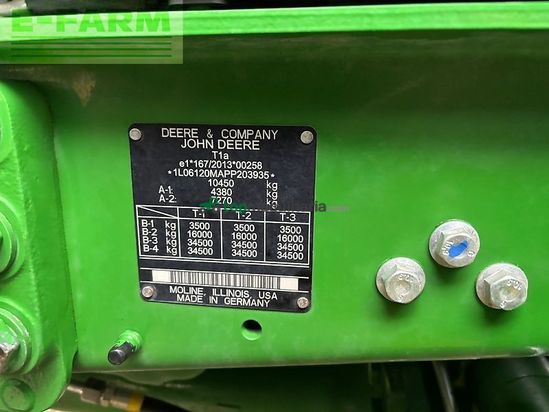 E-FARM
DEERE & COMPANY
JOHN DEERE
T1a
e1*167/2013*00258
*1L06120MAPP203935*
10450 kg
A-1: 4380 kg
A-2: 7270 kg
T-1 T-2 T-3
B-1 kg 3500 3500 3500
B-2 kg 16000 16000 16000
B-3 kg 34500 34500 34500
B-4 kg 34500 34500 34500
MOLINE, ILLINOIS, USA
MADE IN GERMANY